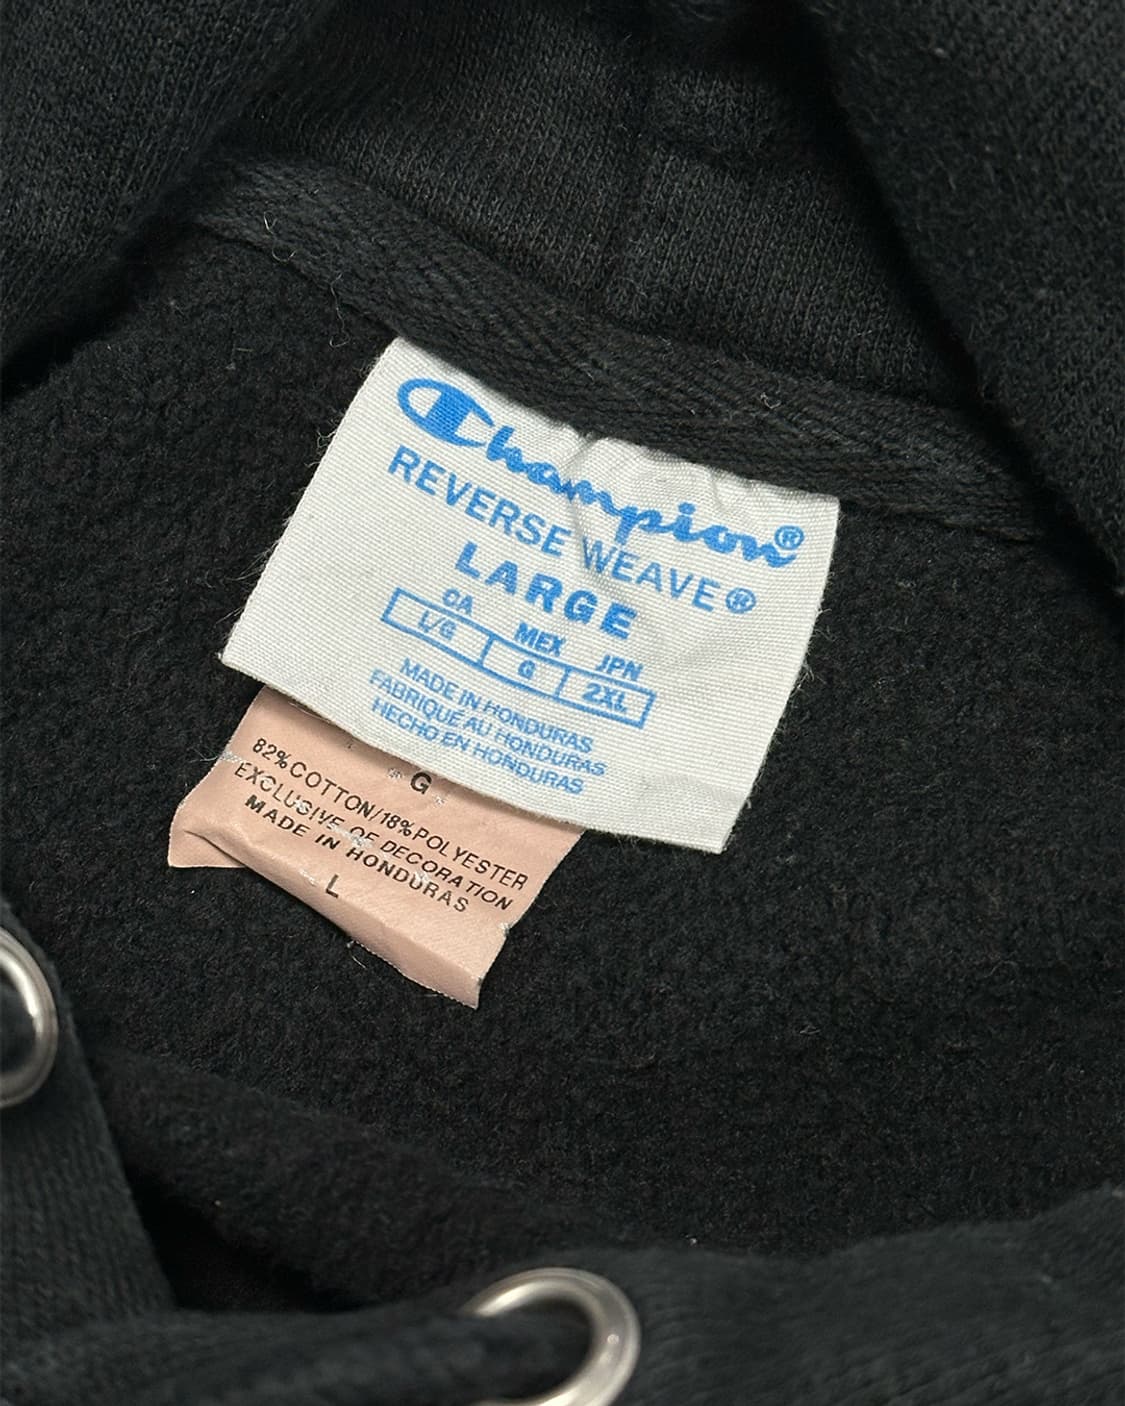 Champion®
REVERSE WEAVE®
LARGE
CA MEX JPN
L/G G 2XL
MADE IN HONDURAS
FABRIQUÉ AU HONDURAS
HECHO EN HONDURAS
G
82%COTTON/18%POLYESTER
EXCLUSIVE OF DECORATION
MADE IN HONDURAS
L